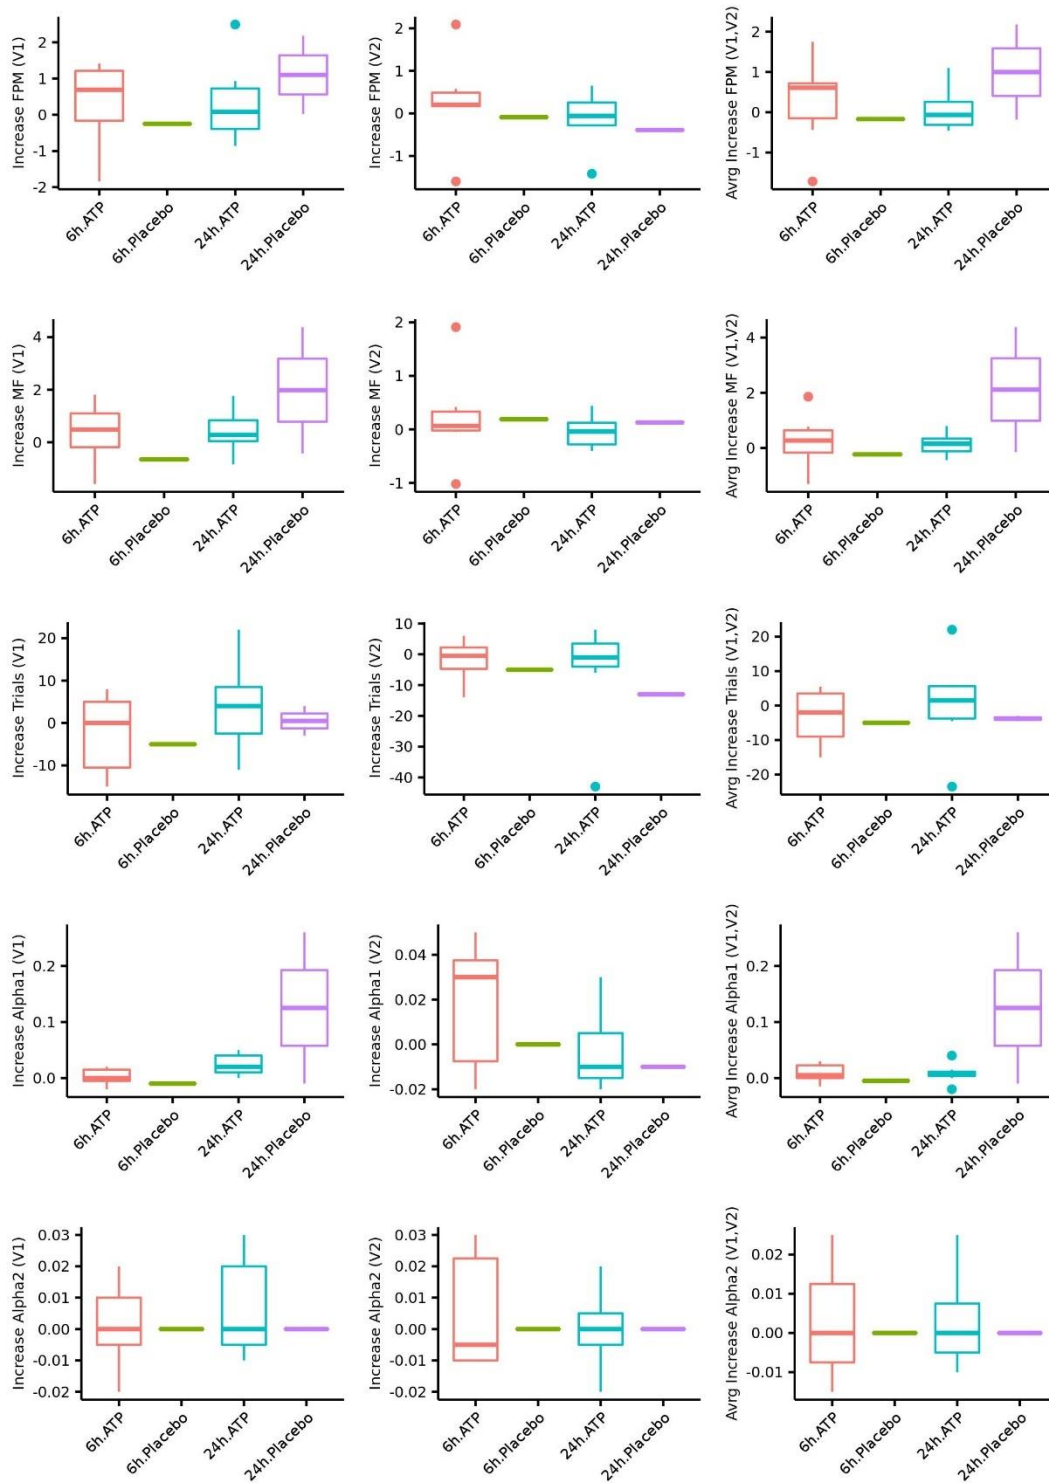 Increase FPM (V1)
2
1
0
-1
-2
6h.ATP
6h.Placebo
24h.ATP
24h.Placebo
Increase FPM (V2)
2
1
0
-1
6h.ATP
6h.Placebo
24h.ATP
24h.Placebo
Avrg Increase FPM (V1,V2)
2
1
0
-1
6h.ATP
6h.Placebo
24h.ATP
24h.Placebo
Increase MF (V1)
4
2
0
6h.ATP
6h.Placebo
24h.ATP
24h.Placebo
Increase MF (V2)
2
1
0
-1
6h.ATP
6h.Placebo
24h.ATP
24h.Placebo
Avrg Increase MF (V1,V2)
4
2
0
6h.ATP
6h.Placebo
24h.ATP
24h.Placebo
Increase Trials (V1)
20
10
0
-10
6h.ATP
6h.Placebo
24h.ATP
24h.Placebo
Increase Trials (V2)
10
0
-10
-20
-30
-40
6h.ATP
6h.Placebo
24h.ATP
24h.Placebo
Avrg Increase Trials (V1,V2)
20
10
0
-10
-20
6h.ATP
6h.Placebo
24h.ATP
24h.Placebo
Increase Alpha1 (V1)
0.2
0.1
0.0
6h.ATP
6h.Placebo
24h.ATP
24h.Placebo
Increase Alpha1 (V2)
0.04
0.02
0.00
-0.02
6h.ATP
6h.Placebo
24h.ATP
24h.Placebo
Avrg Increase Alpha1 (V1,V2)
0.2
0.1
0.0
6h.ATP
6h.Placebo
24h.ATP
24h.Placebo
Increase Alpha2 (V1)
0.03
0.02
0.01
0.00
-0.01
-0.02
6h.ATP
6h.Placebo
24h.ATP
24h.Placebo
Increase Alpha2 (V2)
0.03
0.02
0.01
0.00
-0.01
-0.02
6h.ATP
6h.Placebo
24h.ATP
24h.Placebo
Avrg Increase Alpha2 (V1,V2)
0.02
0.01
0.00
-0.01
6h.ATP
6h.Placebo
24h.ATP
24h.Placebo